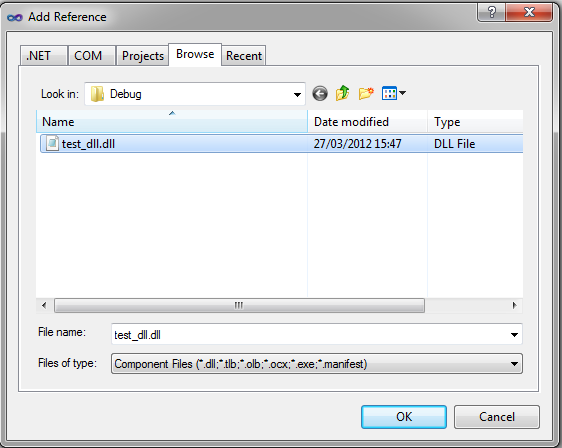 Add Reference
.NET COM Projects Browse Recent
Look in: Debug
Name Date modified Type
test_dll.dll 27/03/2012 15:47 DLL File
File name: test_dll.dll
Files of type: Component Files (*.dll;*.tlb;*.olb;*.ocx;*.exe;*.manifest)
OK Cancel